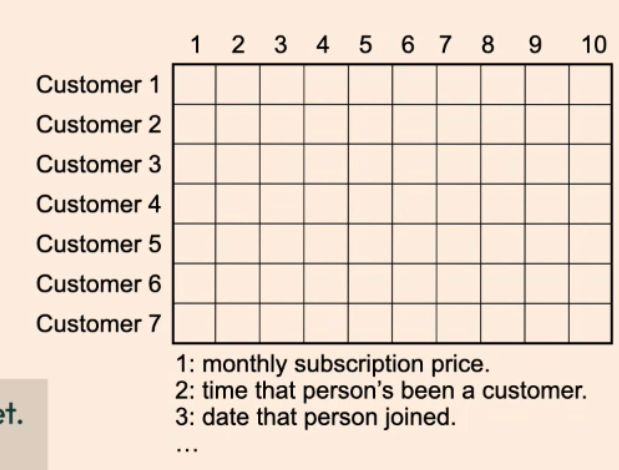 1 2 3 4 5 6 7 8 9 10
Customer 1
Customer 2
Customer 3
Customer 4
Customer 5
Customer 6
Customer 7
1: monthly subscription price.
2: time that person's been a customer.
3: date that person joined.
...